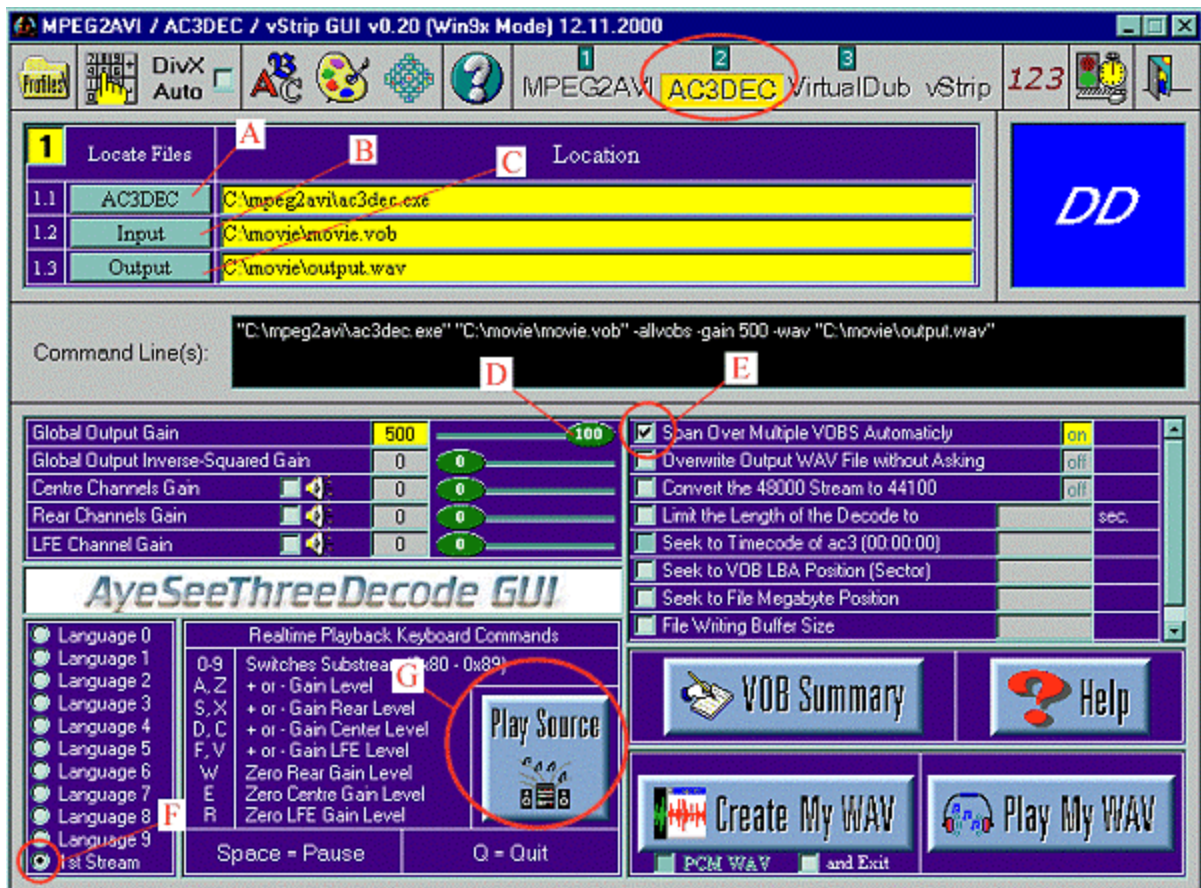 MPEG2AVI / AC3DEC / vStrip GUI v0.20 (Win9x Mode) 12.11.2000
Profiles
DivX
Auto
ABC
?
1
MPEG2AVI
2
AC3DEC
3
VirtualDub
vStrip
123
1
Locate Files
Location
A
B
C
1.1
AC3DEC
C:\mpeg2avi\ac3dec.exe
1.2
Input
C:\movie\movie.vob
1.3
Output
C:\movie\output.wav
DD
Command Line(s):
"C:\mpeg2avi\ac3dec.exe" "C:\movie\movie.vob" -allvobs -gain 500 -wav "C:\movie\output.wav"
D
E
Global Output Gain 500 100
Global Output Inverse-Squared Gain 0 0
Centre Channels Gain 0 0
Rear Channels Gain 0 0
LFE Channel Gain 0 0
Span Over Multiple VOBS Automaticly on
Overwrite Output WAV File without Asking off
Convert the 48000 Stream to 44100 off
Limit the Length of the Decode to sec.
Seek to Timecode of ac3 (00:00:00)
Seek to VOB LBA Position (Sector)
Seek to File Megabyte Position
File Writing Buffer Size
AyeSeeThreeDecode GUI
Language 0
Language 1
Language 2
Language 3
Language 4
Language 5
Language 6
Language 7
Language 8
Language 9
1st Stream
F
Realtime Playback Keyboard Commands
0-9 Switches Substream (0x80 - 0x89)
A, Z + or - Gain Level
S, X + or - Gain Rear Level
D, C + or - Gain Center Level
F, V + or - Gain LFE Level
W Zero Rear Gain Level
E Zero Centre Gain Level
R Zero LFE Gain Level
G
Play Source
Space = Pause
Q = Quit
VOB Summary
? Help
Create My WAV
PCM WAV
and Exit
Play My WAV